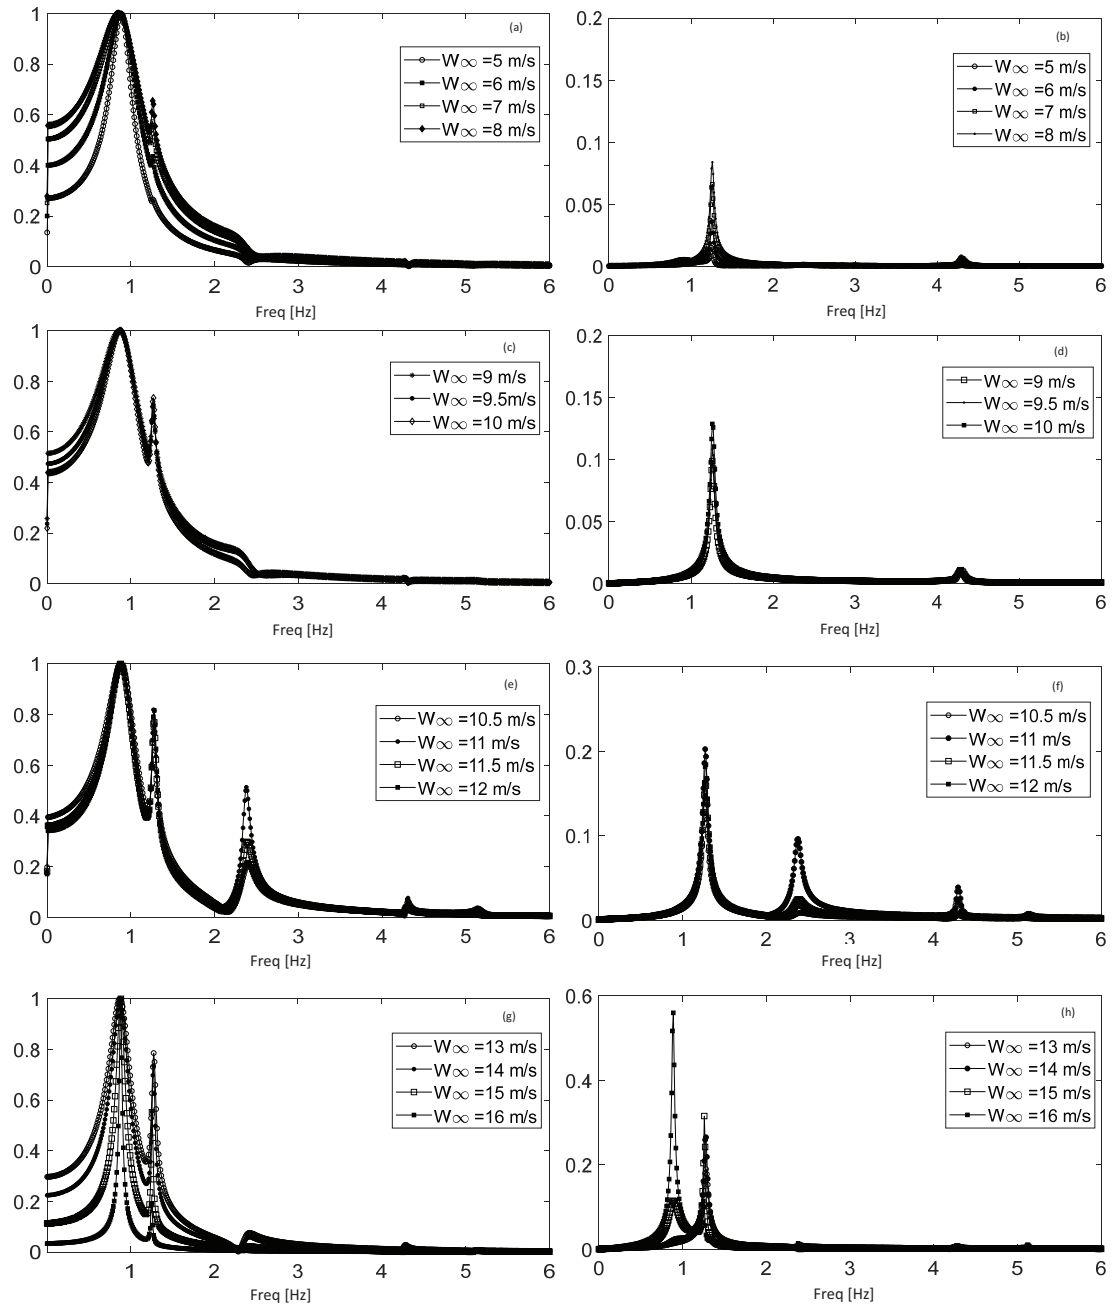 (a)
W∞ =5 m/s
W∞ =6 m/s
W∞ =7 m/s
W∞ =8 m/s
1
0.8
0.6
0.4
0.2
0
0 1 2 3 4 5 6
Freq [Hz]
(b)
W∞ =5 m/s
W∞ =6 m/s
W∞ =7 m/s
W∞ =8 m/s
0.2
0.15
0.1
0.05
0
0 1 2 3 4 5 6
Freq [Hz]
(c)
W∞ =9 m/s
W∞ =9.5m/s
W∞ =10 m/s
1
0.8
0.6
0.4
0.2
0
0 1 2 3 4 5 6
Freq [Hz]
(d)
W∞ =9 m/s
W∞ =9.5 m/s
W∞ =10 m/s
0.2
0.15
0.1
0.05
0
0 1 2 3 4 5 6
Freq [Hz]
(e)
W∞ =10.5 m/s
W∞ =11 m/s
W∞ =11.5 m/s
W∞ =12 m/s
1
0.8
0.6
0.4
0.2
0
0 1 2 3 4 5 6
Freq [Hz]
(f)
W∞ =10.5 m/s
W∞ =11 m/s
W∞ =11.5 m/s
W∞ =12 m/s
0.3
0.2
0.1
0
0 1 2 3 4 5 6
Freq [Hz]
(g)
W∞ =13 m/s
W∞ =14 m/s
W∞ =15 m/s
W∞ =16 m/s
1
0.8
0.6
0.4
0.2
0
0 1 2 3 4 5 6
Freq [Hz]
(h)
W∞ =13 m/s
W∞ =14 m/s
W∞ =15 m/s
W∞ =16 m/s
0.6
0.4
0.2
0
0 1 2 3 4 5 6
Freq [Hz]